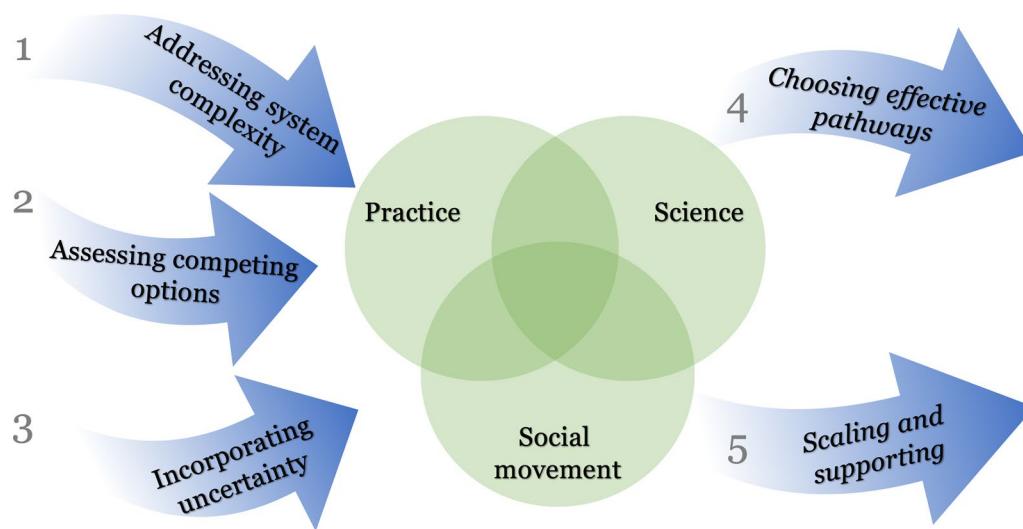 1
Addressing system
complexity
2
Assessing competing
options
3
Incorporating
uncertainty
Practice
Science
Social
movement
4
Choosing effective
pathways
5
Scaling and
supporting